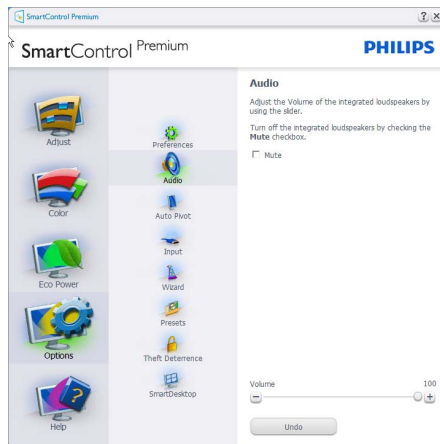 SmartControl Premium
SmartControl Premium
PHILIPS
Adjust
Color
Eco Power
Options
Help
Preferences
Audio
Auto Pivot
Input
Wizard
Presets
Theft Deterrence
SmartDesktop
Audio
Adjust the Volume of the integrated loudspeakers by
using the slider.
Turn off the integrated loudspeakers by checking the
Mute checkbox.
Mute
Volume 100
Undo